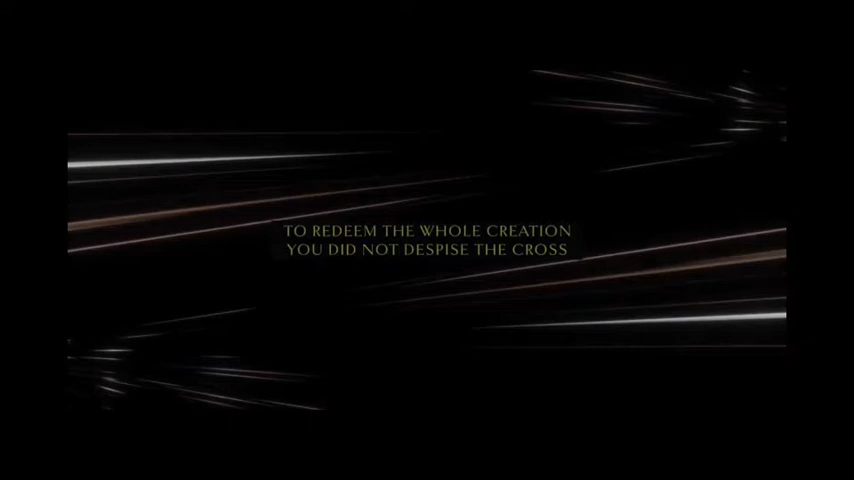 TO REDEEM THE WHOLE CREATION
YOU DID NOT DESPISE THE CROSS